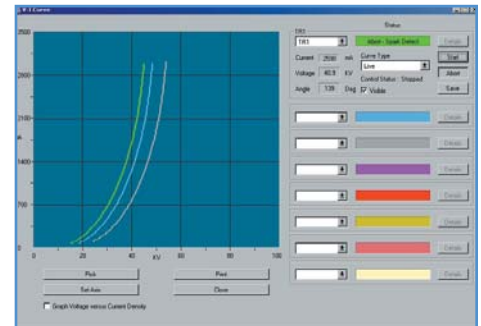 V-I Curve
Status
TR1
TR1
Abort - Spark Detect
Details
Current 2500 mA
Curve Type
Start
Live
Voltage 40.9 KV
Control Status: Stopped
Abort
Angle 139 Deg
Visible
Save
Details
Details
Details
Details
Details
Details
Details
3500
2800
2100
1400
700
0
0 20 40 60 80 100
KV
Pick
Print
Set Axis
Close
Graph Voltage versus Current Density